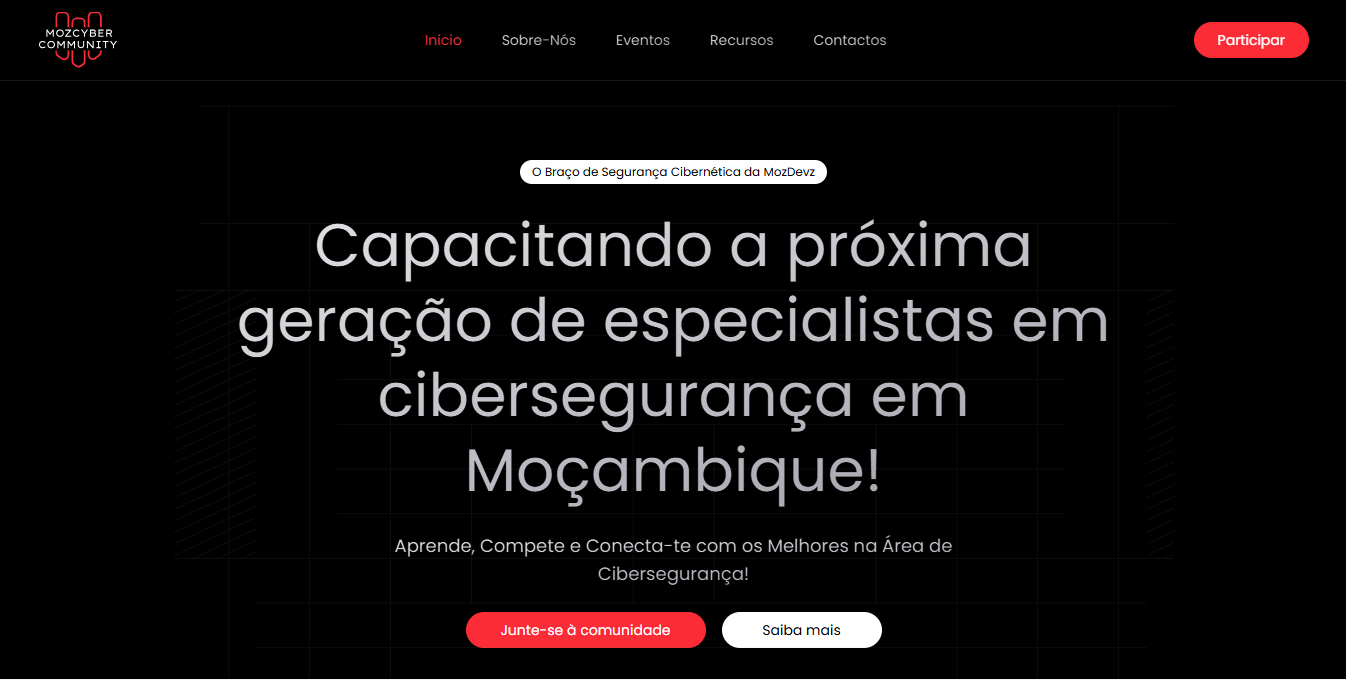 MOZCYBER
COMMUNITY
Inicio
Sobre-Nós
Eventos
Recursos
Contactos
Participar
O Braço de Segurança Cibernética da MozDevz
Capacitando a próxima
geração de especialistas em
cibersegurança em
Moçambique!
Aprende, Compete e Conecta-te com os Melhores na Área de
Cibersegurança!
Junte-se à comunidade
Saiba mais